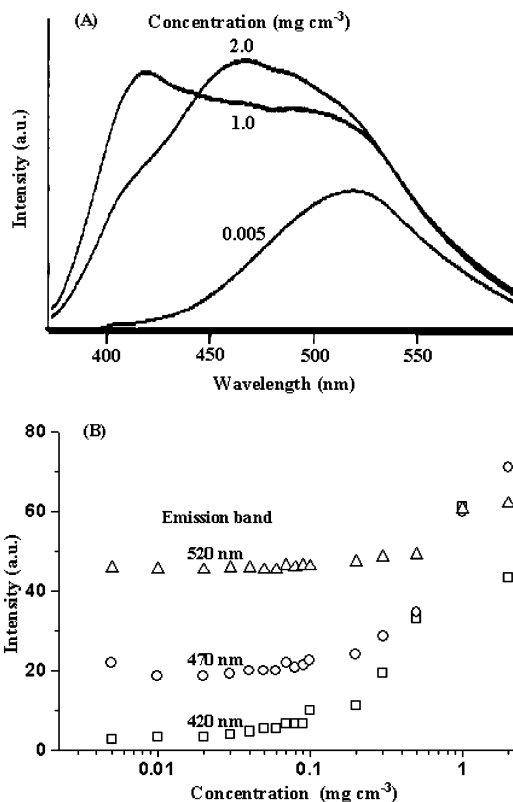 (A)
Concentration (mg cm-3)
2.0
1.0
0.005
Intensity (a.u.)
400 450 500 550
Wavelength (nm)
(B)
80
60
40
20
0
Intensity (a.u.)
Emission band
520 nm
470 nm
420 nm
0.01 0.1 1
Concentration (mg cm-3)